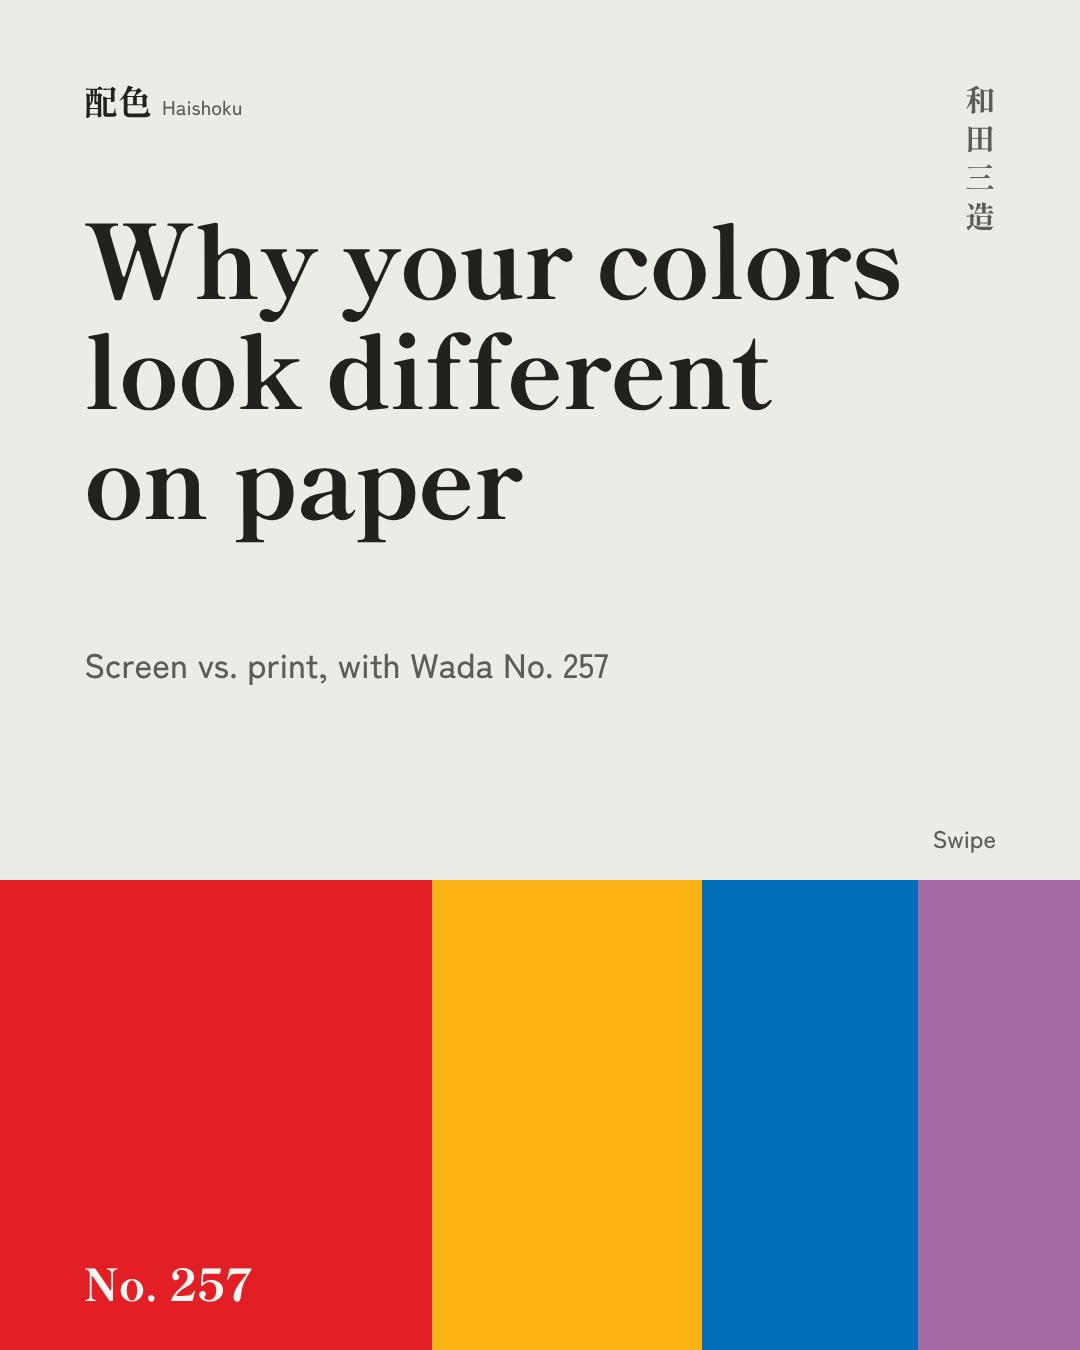 配色 Haishoku
和田三造
Why your colors
look different
on paper
Screen vs. print, with Wada No. 257
Swipe
No. 257